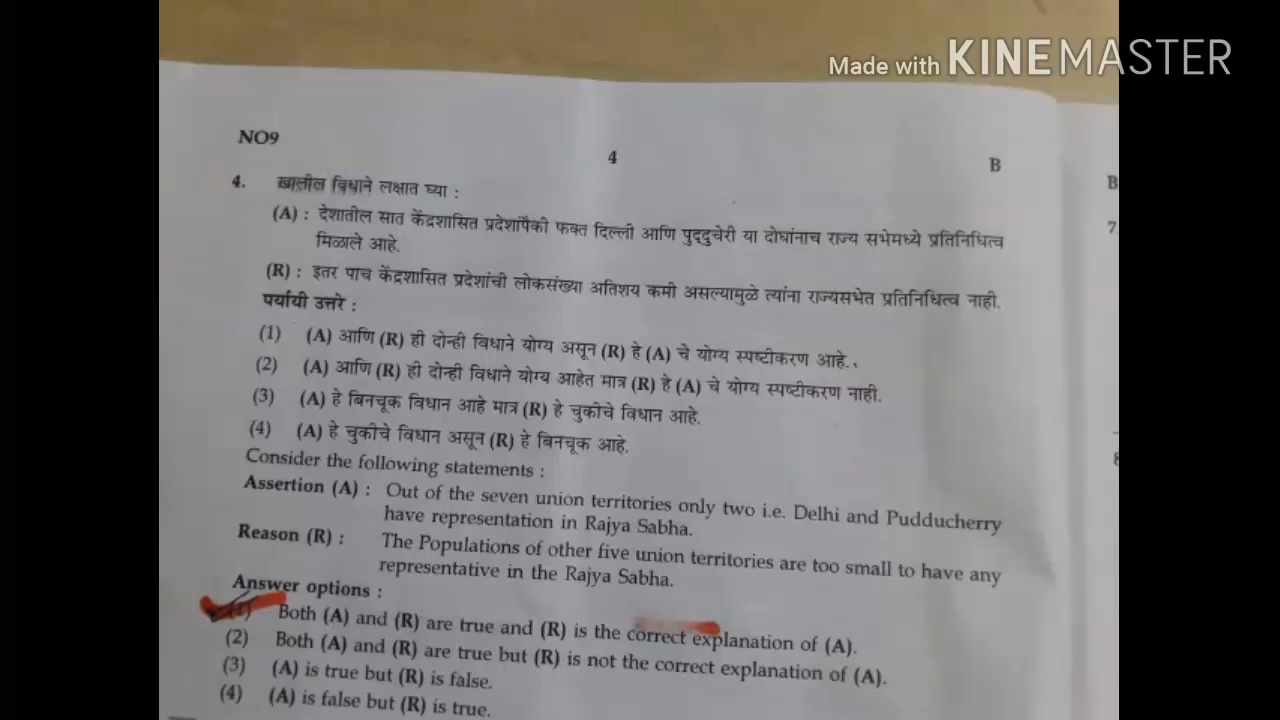 Made with KINEMASTER
NO9
4
B
4. खालील विधाने लक्षात घ्या :
(A) : देशातील सात केंद्रशासित प्रदेशांपैकी फक्त दिल्ली आणि पुद्दुचेरी या दोघांनाच राज्य सभेमध्ये प्रतिनिधित्व
मिळाले आहे.
(R) : इतर पाच केंद्रशासित प्रदेशांची लोकसंख्या अतिशय कमी असल्यामुळे त्यांना राज्यसभेत प्रतिनिधित्व नाही.
पर्यायी उत्तरे :
(1) (A) आणि (R) ही दोन्ही विधाने योग्य असून (R) हे (A) चे योग्य स्पष्टीकरण आहे.
(2) (A) आणि (R) ही दोन्ही विधाने योग्य आहेत मात्र (R) हे (A) चे योग्य स्पष्टीकरण नाही.
(3) (A) हे बिनचूक विधान आहे मात्र (R) हे चुकीचे विधान आहे.
(4) (A) हे चुकीचे विधान असून (R) हे बिनचूक आहे.
Consider the following statements :
Assertion (A) : Out of the seven union territories only two i.e. Delhi and Pudducherry
have representation in Rajya Sabha.
Reason (R) : The Populations of other five union territories are too small to have any
representative in the Rajya Sabha.
Answer options :
(1) Both (A) and (R) are true and (R) is the correct explanation of (A).
(2) Both (A) and (R) are true but (R) is not the correct explanation of (A).
(3) (A) is true but (R) is false.
(4) (A) is false but (R) is true.
B
7